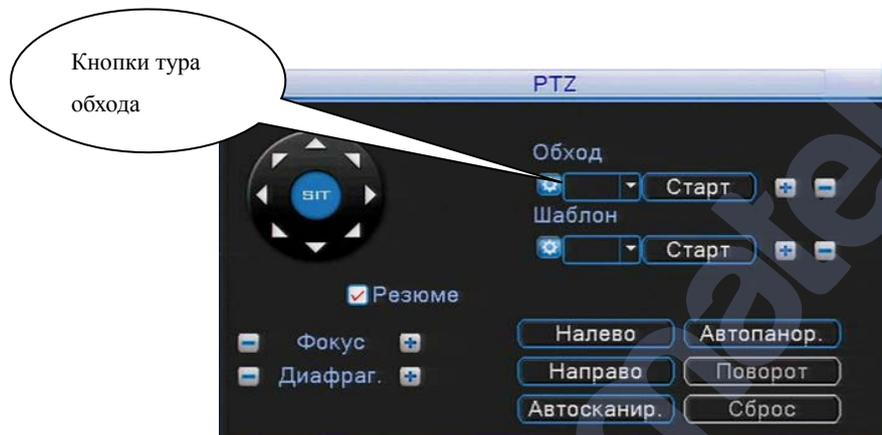 Кнопки тура
обхода
PTZ
Обход
SIT
Старт
Шаблон
Старт
Резюме
Фокус
Диафраг.
Налево Автопанор.
Направо Поворот
Автосканир. Сброс